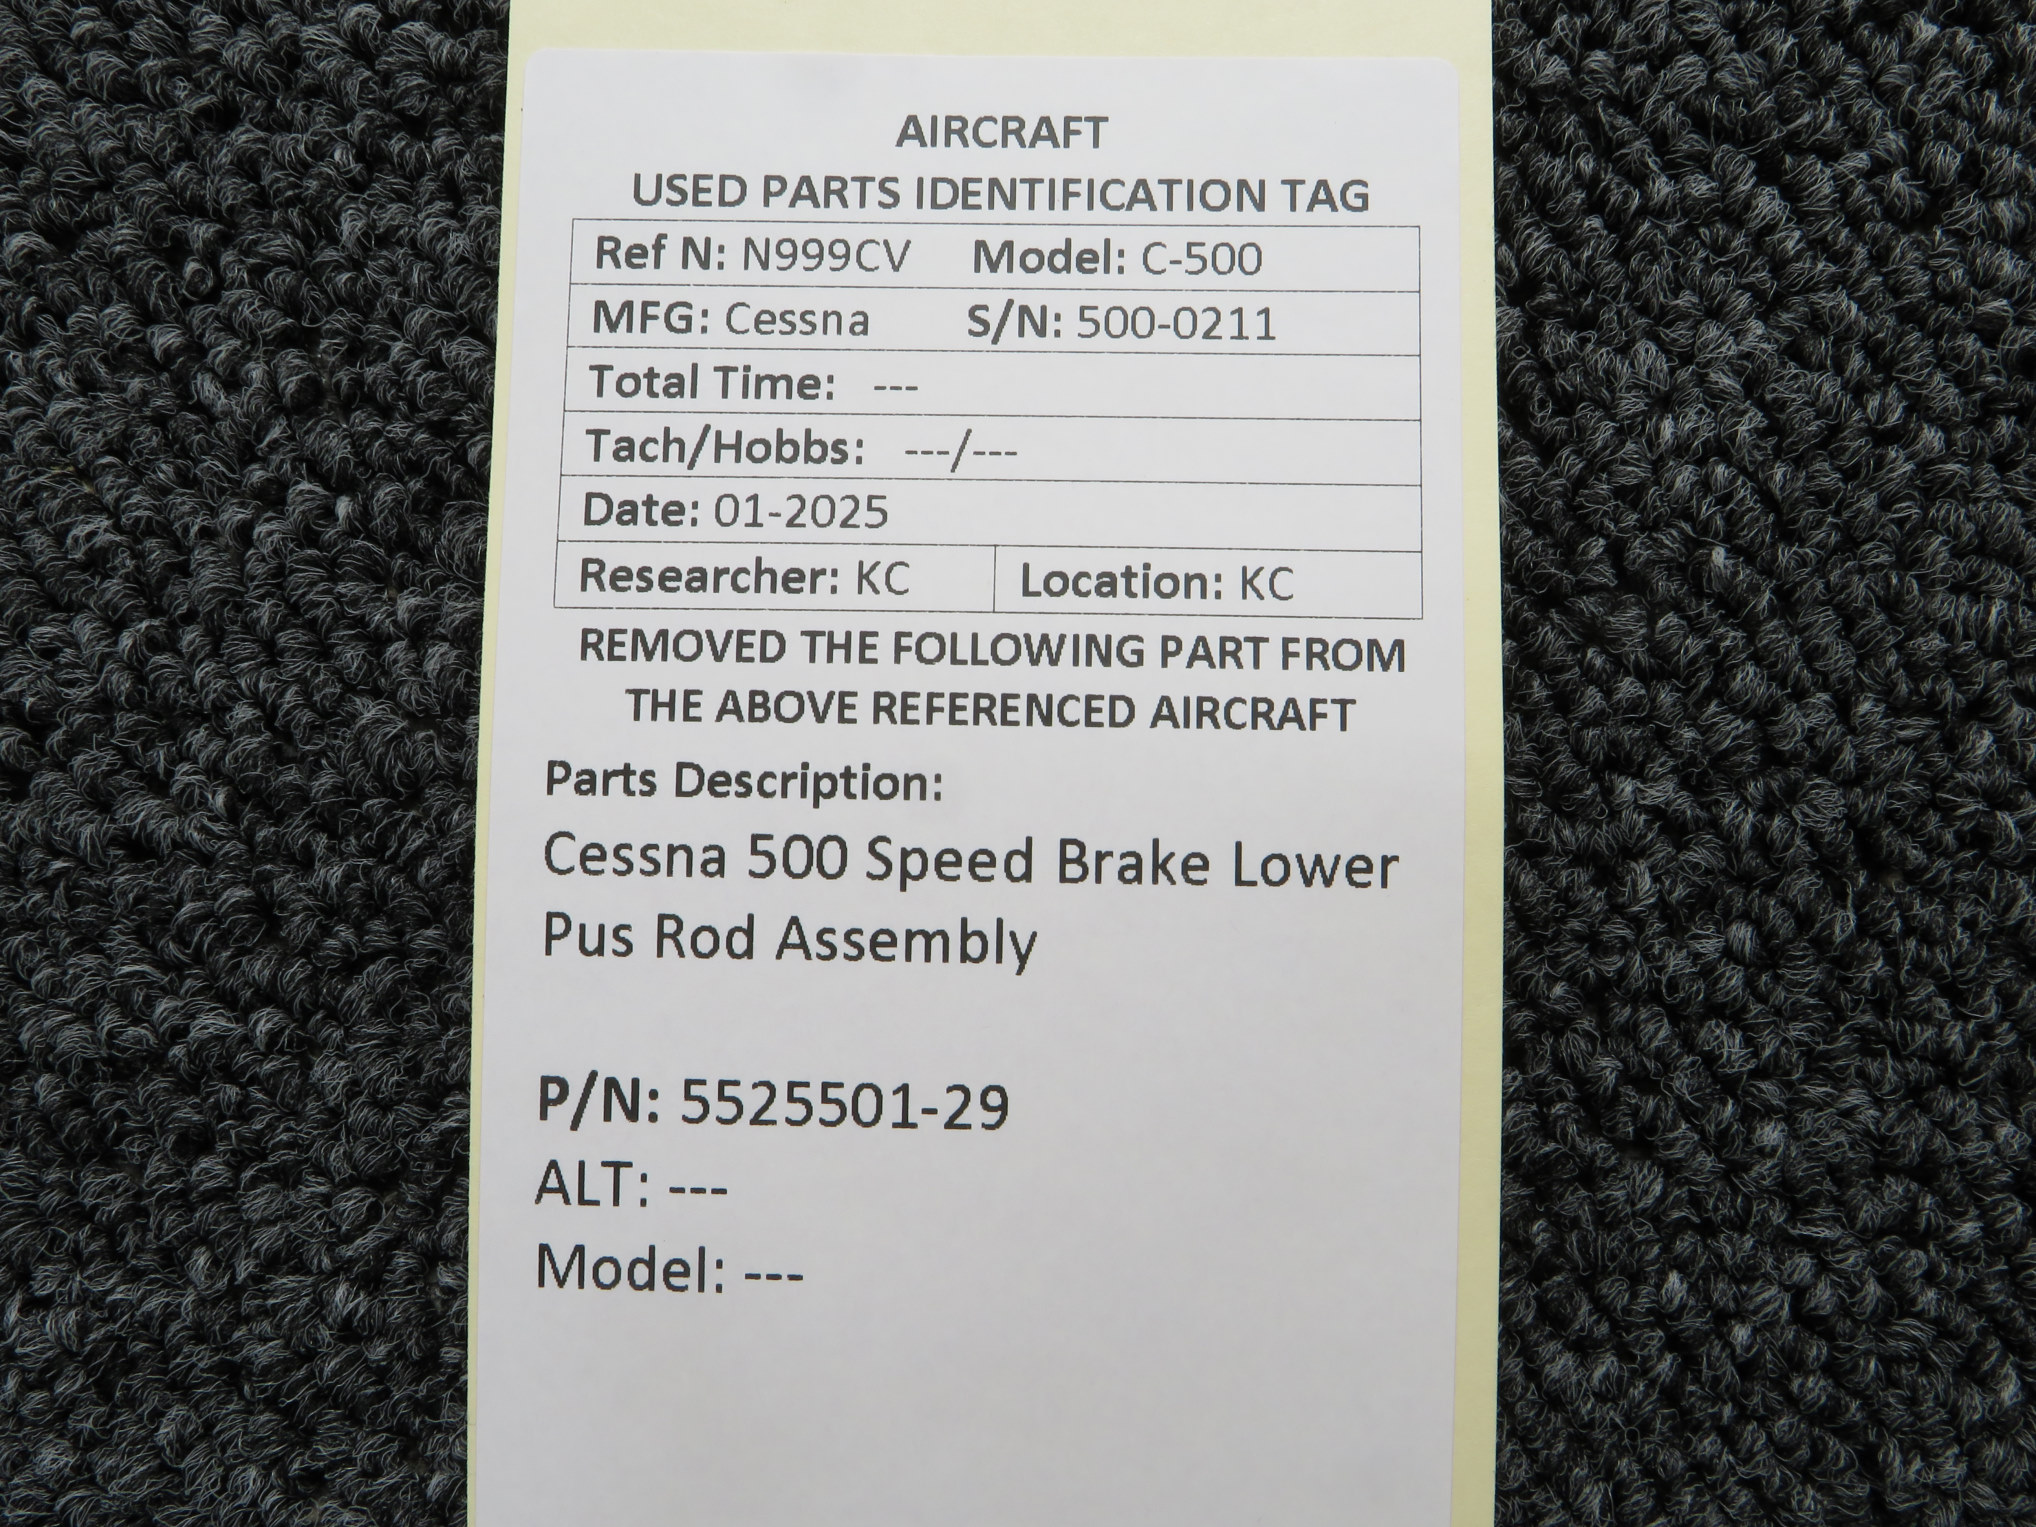 AIRCRAFT
USED PARTS IDENTIFICATION TAG
Ref N: N999CV Model: C-500
MFG: Cessna S/N: 500-0211
Total Time: ---
Tach/Hobbs: ---/---
Date: 01-2025
Researcher: KC Location: KC
REMOVED THE FOLLOWING PART FROM
THE ABOVE REFERENCED AIRCRAFT
Parts Description:
Cessna 500 Speed Brake Lower
Pus Rod Assembly
P/N: 5525501-29
ALT: ---
Model: ---